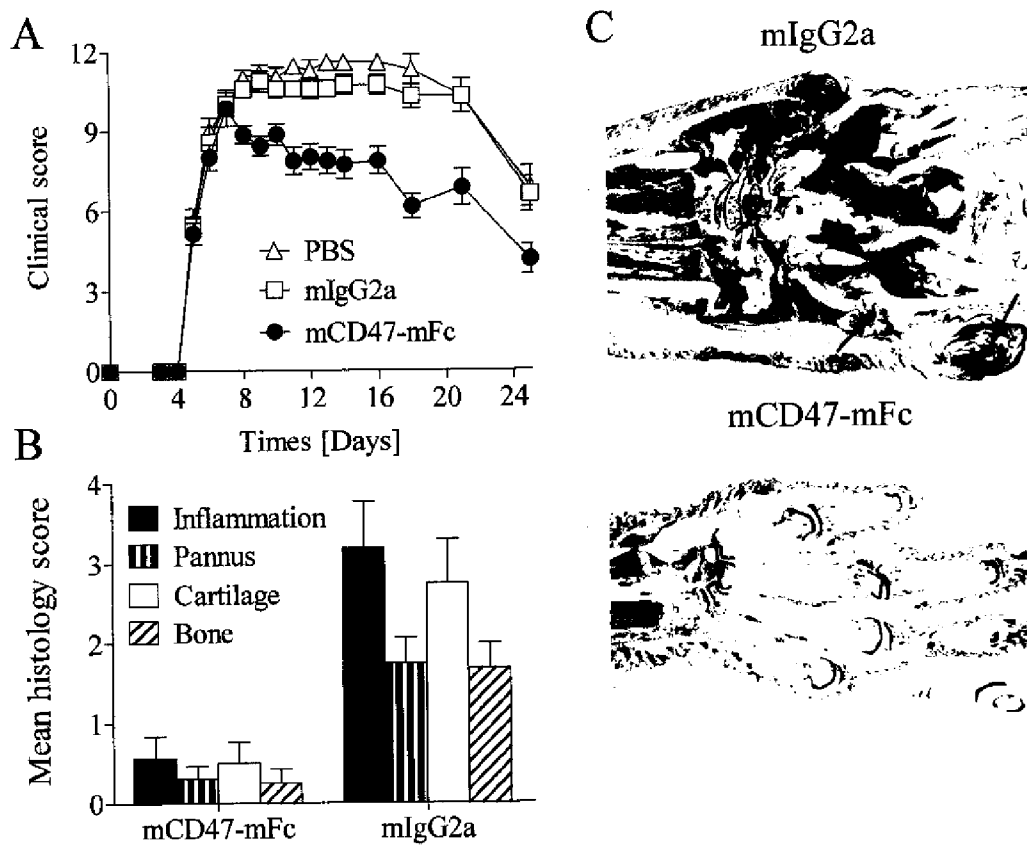 A
12
9
6
3
0
Clinical score
PBS
mIgG2a
mCD47-mFc
0 4 8 12 16 20 24
Times [Days]
B
4
3
2
1
0
Mean histology score
Inflammation
Pannus
Cartilage
Bone
mCD47-mFc mIgG2a
C
mIgG2a
mCD47-mFc